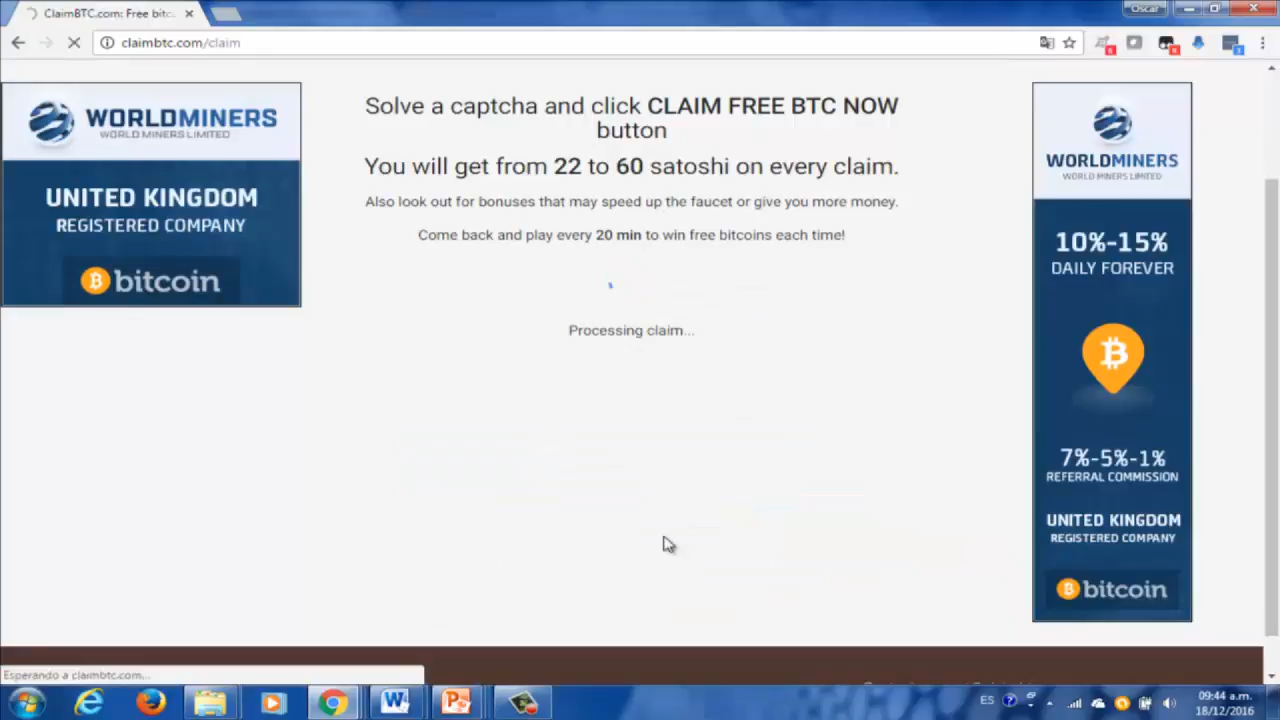 ClaimBTC.com: Free bitc
Oscar
claimbtc.com/claim
WORLDMINERS
WORLD MINERS LIMITED
UNITED KINGDOM
REGISTERED COMPANY
bitcoin
Solve a captcha and click CLAIM FREE BTC NOW
button
You will get from 22 to 60 satoshi on every claim.
Also look out for bonuses that may speed up the faucet or give you more money.
Come back and play every 20 min to win free bitcoins each time!
Processing claim...
WORLDMINERS
WORLD MINERS LIMITED
10%-15%
DAILY FOREVER
7%-5%-1%
REFERRAL COMMISSION
UNITED KINGDOM
REGISTERED COMPANY
bitcoin
Esperando a claimbtc.com...
ES
09:44 a.m.
18/12/2016